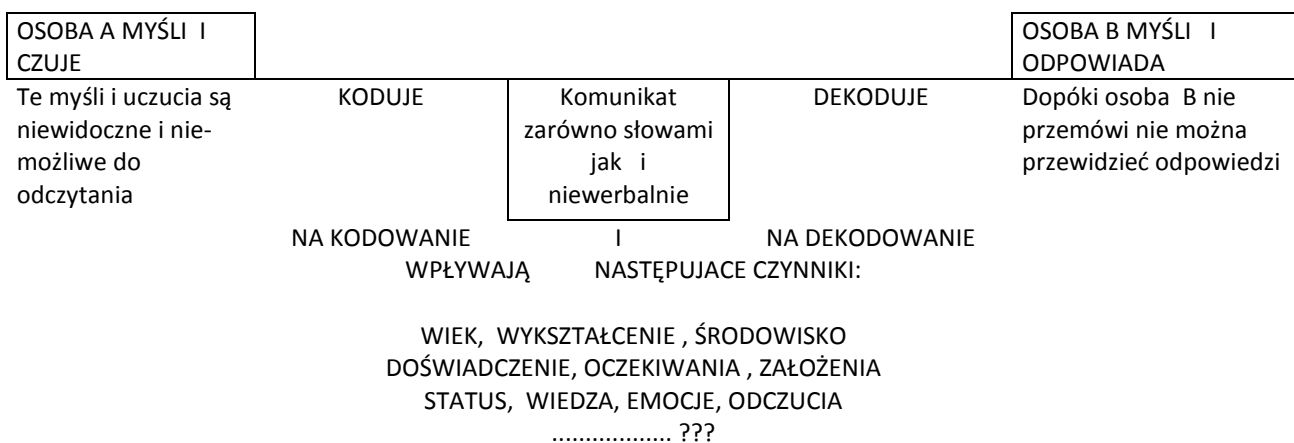 OSOBA A MYŚLI I
CZUJE
OSOBA B MYŚLI I
ODPOWIADA
Te myśli i uczucia są
niewidoczne i nie-
możliwe do
odczytania
KODUJE
Komunikat
zarówno słowami
jak i
niewerbalnie
DEKODUJE
Dopóki osoba B nie
przemówi nie można
przewidzieć odpowiedzi
NA KODOWANIE I NA DEKODOWANIE
WPŁYWAJĄ NASTĘPUJACE CZYNNIKI:
WIEK, WYKSZTAŁCENIE , ŚRODOWISKO
DOŚWIADCZENIE, OCZEKIWANIA , ZAŁOŻENIA
STATUS, WIEDZA, EMOCJE, ODCZUCIA
.................. ???